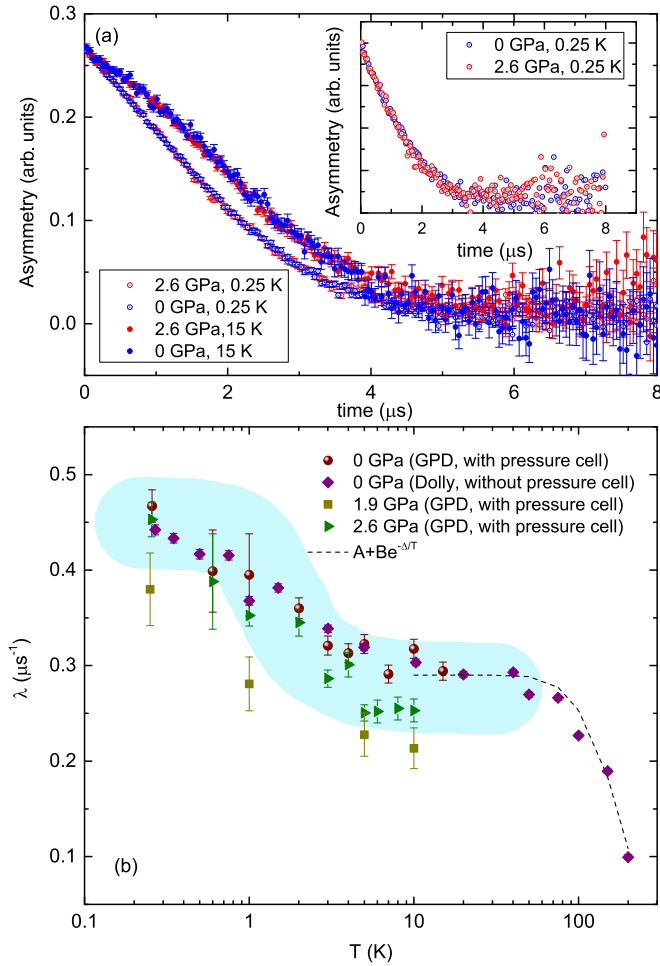 (a)
0.3
0.2
0.1
0.0
Asymmetry (arb. units)
2.6 GPa, 0.25 K
0 GPa, 0.25 K
2.6 GPa,15 K
0 GPa, 15 K
0 2 4 6 8
time (μs)
0 GPa, 0.25 K
2.6 GPa, 0.25 K
Asymmetry (arb. units)
0 2 4 6 8
time (μs)
0 GPa (GPD, with pressure cell)
0 GPa (Dolly, without pressure cell)
1.9 GPa (GPD, with pressure cell)
2.6 GPa (GPD, with pressure cell)
A+Be-Δ/T
0.5
0.4
0.3
0.2
0.1
λ (μs-1)
(b)
0.1 1 10 100
T (K)